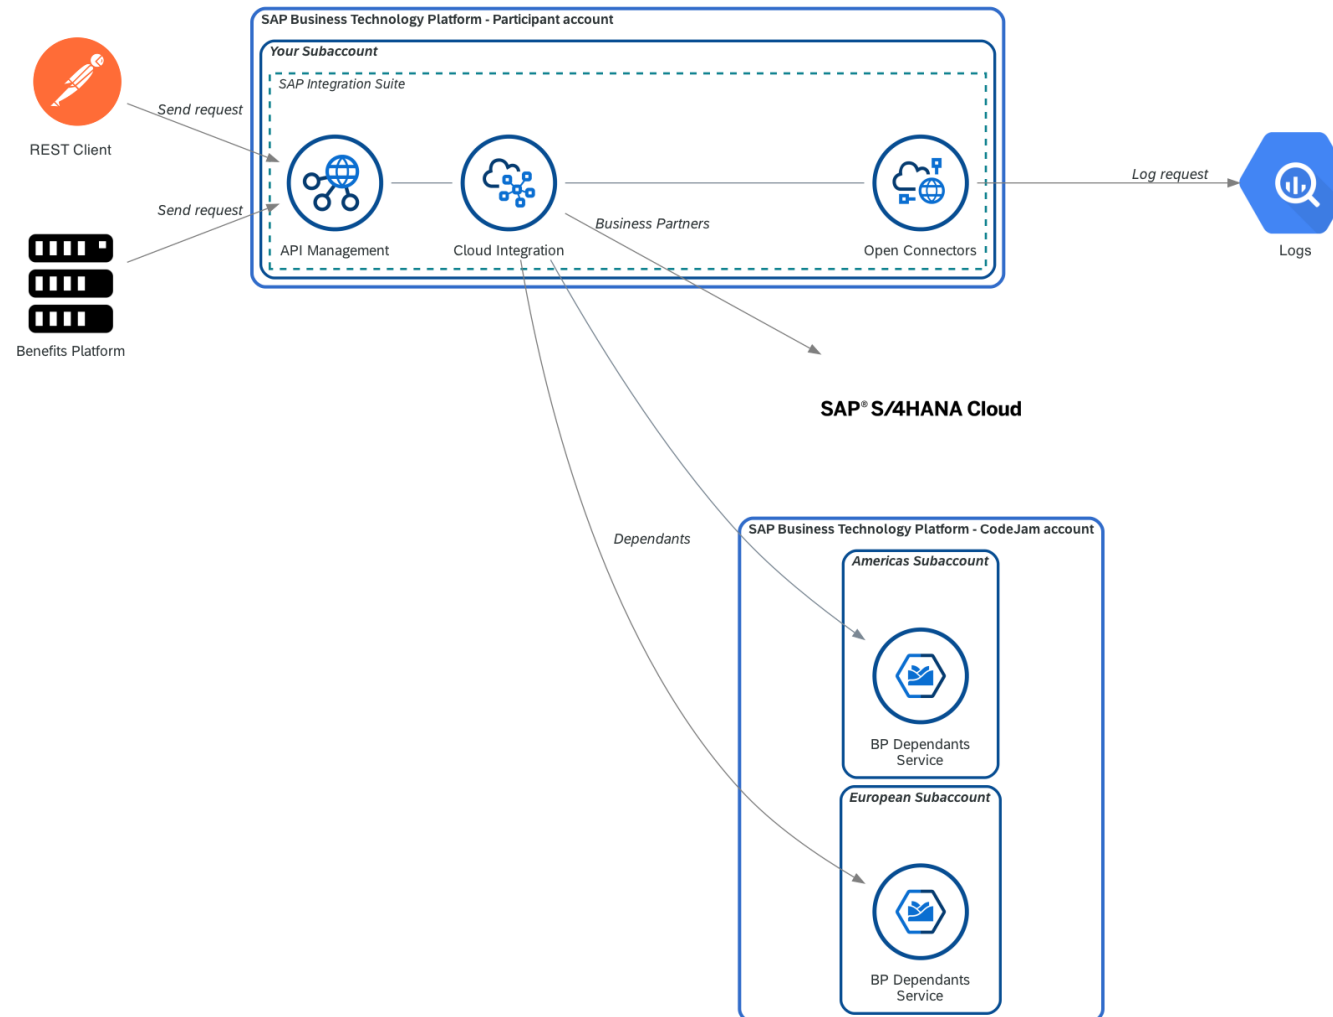 SAP Business Technology Platform - Participant account
Your Subaccount
SAP Integration Suite
Send request
REST Client
Log request
Send request
Business Partners
API Management
Cloud Integration
Open Connectors
Logs
Benefits Platform
SAP® S/4HANA Cloud
SAP Business Technology Platform - CodeJam account
Dependants
Americas Subaccount
BP Dependants
Service
European Subaccount
BP Dependants
Service